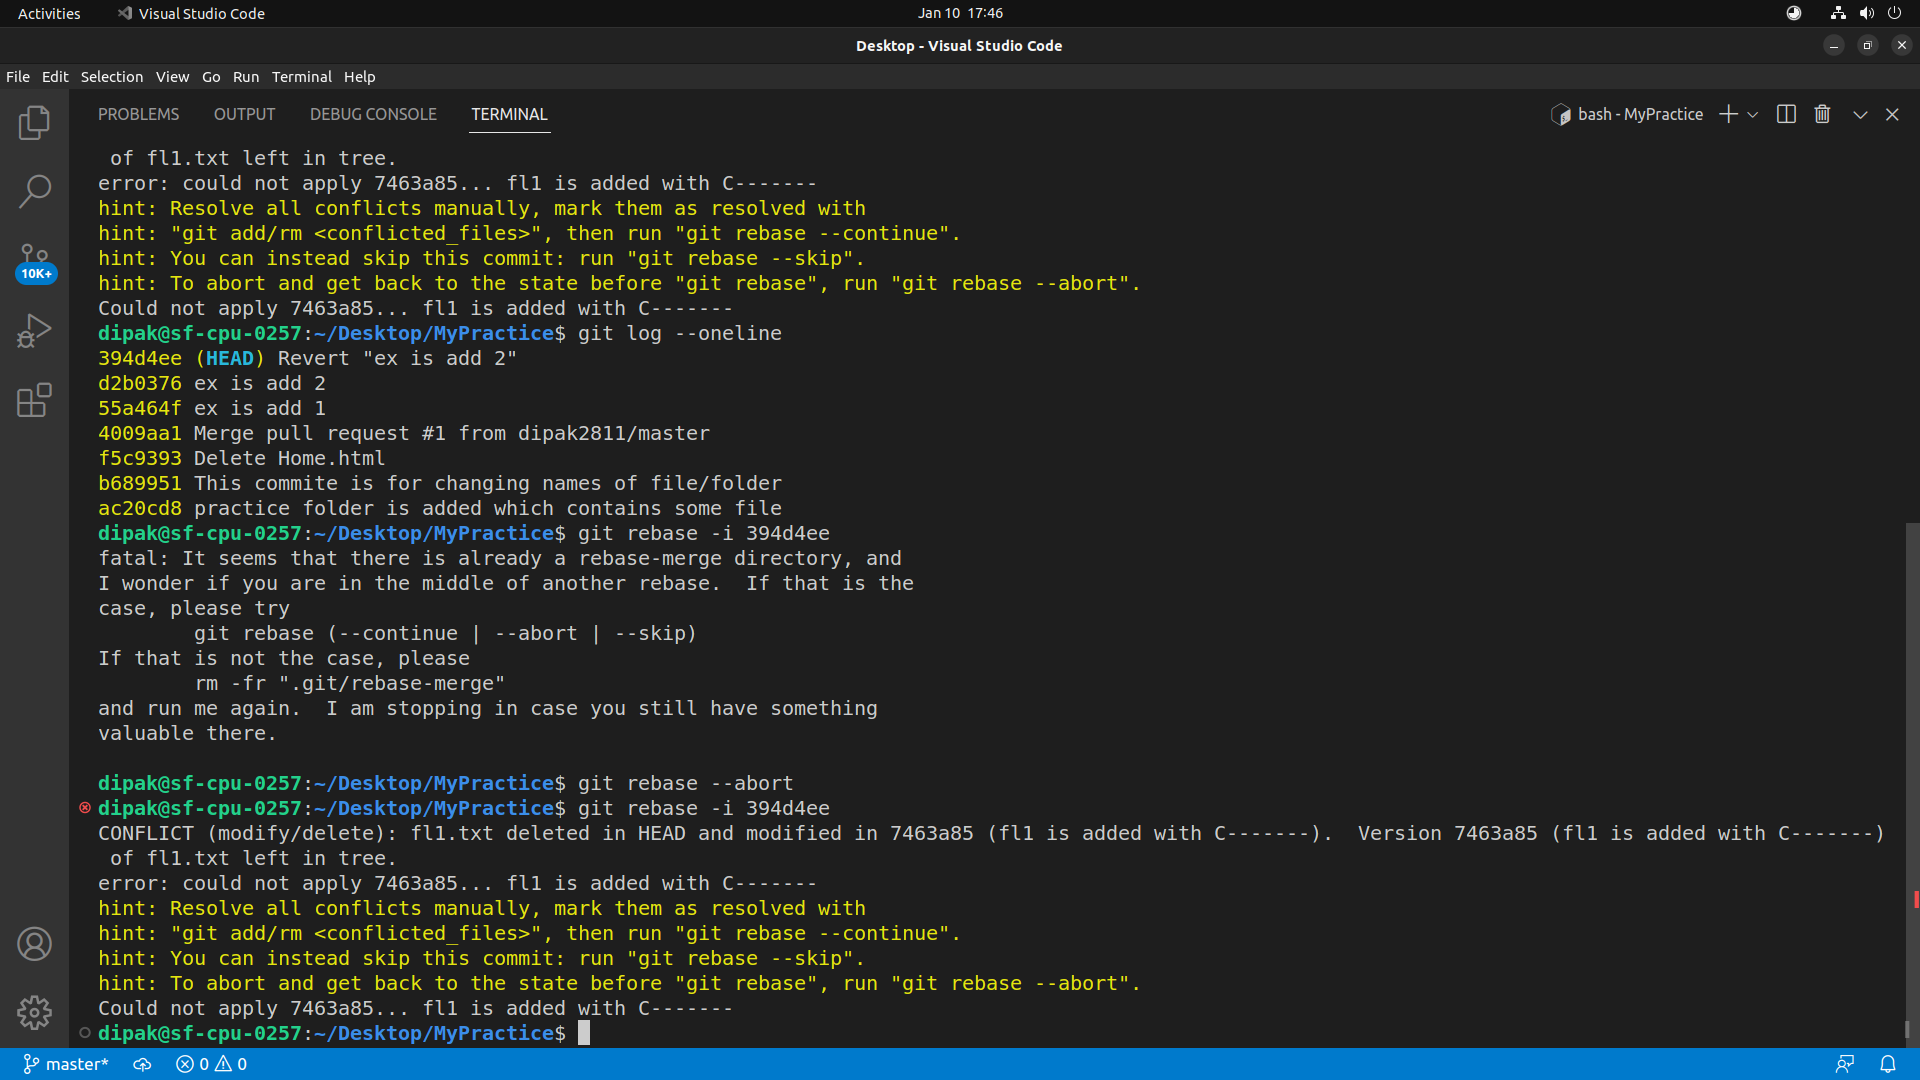 Activities Visual Studio Code Jan 10 17:46
Desktop - Visual Studio Code
File Edit Selection View Go Run Terminal Help
PROBLEMS OUTPUT DEBUG CONSOLE TERMINAL bash - MyPractice
 of fl1.txt left in tree.
error: could not apply 7463a85... fl1 is added with C-------
hint: Resolve all conflicts manually, mark them as resolved with
hint: "git add/rm <conflicted_files>", then run "git rebase --continue".
10K+
hint: You can instead skip this commit: run "git rebase --skip".
hint: To abort and get back to the state before "git rebase", run "git rebase --abort".
Could not apply 7463a85... fl1 is added with C-------
dipak@sf-cpu-0257:~/Desktop/MyPractice$ git log --oneline
394d4ee (HEAD) Revert "ex is add 2"
d2b0376 ex is add 2
55a464f ex is add 1
4009aa1 Merge pull request #1 from dipak2811/master
f5c9393 Delete Home.html
b689951 This commite is for changing names of file/folder
ac20cd8 practice folder is added which contains some file
dipak@sf-cpu-0257:~/Desktop/MyPractice$ git rebase -i 394d4ee
fatal: It seems that there is already a rebase-merge directory, and
I wonder if you are in the middle of another rebase.  If that is the
case, please try
        git rebase (--continue | --abort | --skip)
If that is not the case, please
        rm -fr ".git/rebase-merge"
and run me again.  I am stopping in case you still have something
valuable there.
dipak@sf-cpu-0257:~/Desktop/MyPractice$ git rebase --abort
dipak@sf-cpu-0257:~/Desktop/MyPractice$ git rebase -i 394d4ee
CONFLICT (modify/delete): fl1.txt deleted in HEAD and modified in 7463a85 (fl1 is added with C-------).  Version 7463a85 (fl1 is added with C-------)
 of fl1.txt left in tree.
error: could not apply 7463a85... fl1 is added with C-------
hint: Resolve all conflicts manually, mark them as resolved with
hint: "git add/rm <conflicted_files>", then run "git rebase --continue".
hint: You can instead skip this commit: run "git rebase --skip".
hint: To abort and get back to the state before "git rebase", run "git rebase --abort".
Could not apply 7463a85... fl1 is added with C-------
dipak@sf-cpu-0257:~/Desktop/MyPractice$
master* 0 0